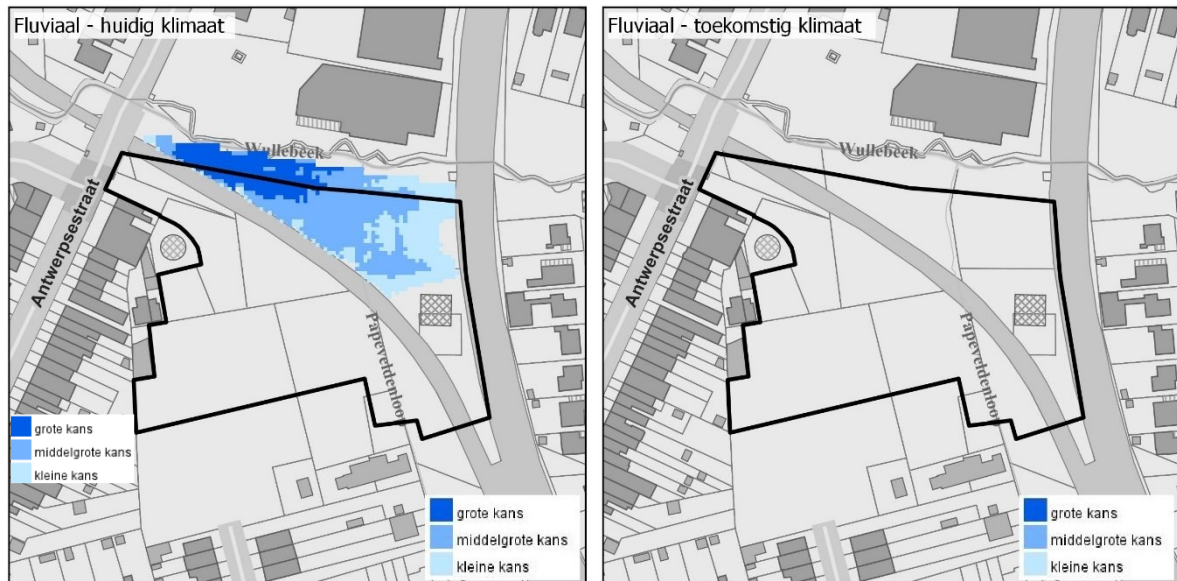 Fluviaal - huidig klimaat
Wullebeek
Antwerpsestraat
Papeveldenloop
grote kans
middelgrote kans
kleine kans
grote kans
middelgrote kans
kleine kans
Fluviaal - toekomstig klimaat
Wullebeek
Antwerpsestraat
Papeveldenloop
grote kans
middelgrote kans
kleine kans